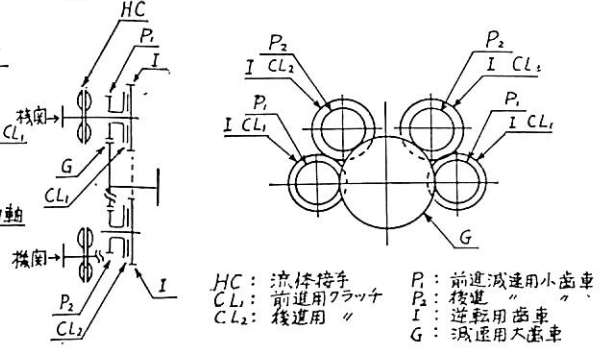 HC
P₁
I
機関→
CL₁
G
CL₁
軸
機関→
P₂
CL₂
I
P₂
I CL₂
P₁
I CL₁
P₂
I CL₂
P₁
I CL₁
G
HC: 流体接手
CL₁: 前進用クラッチ
CL₂: 後進用 〃
P₁: 前進減速用小歯車
P₂: 後進 〃 〃
I: 逆転用歯車
G: 減速用大歯車